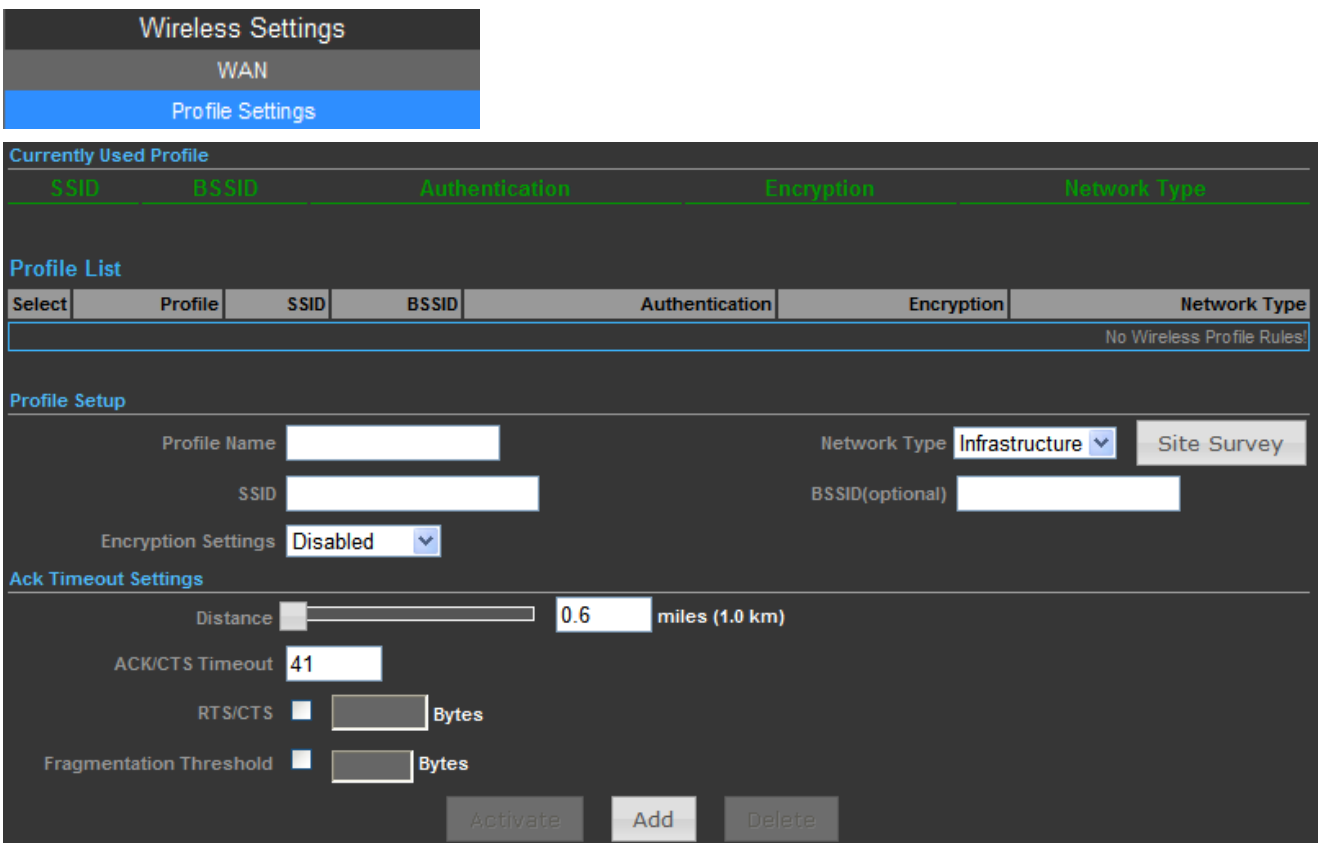 Wireless Settings
WAN
Profile Settings
Currently Used Profile
SSID BSSID Authentication Encryption Network Type
Profile List
Select Profile SSID BSSID Authentication Encryption Network Type
No Wireless Profile Rules!
Profile Setup
Profile Name Network Type Infrastructure Site Survey
SSID BSSID(optional)
Encryption Settings Disabled
Ack Timeout Settings
Distance 0.6 miles (1.0 km)
ACK/CTS Timeout 41
RTS/CTS Bytes
Fragmentation Threshold Bytes
Activate Add Delete